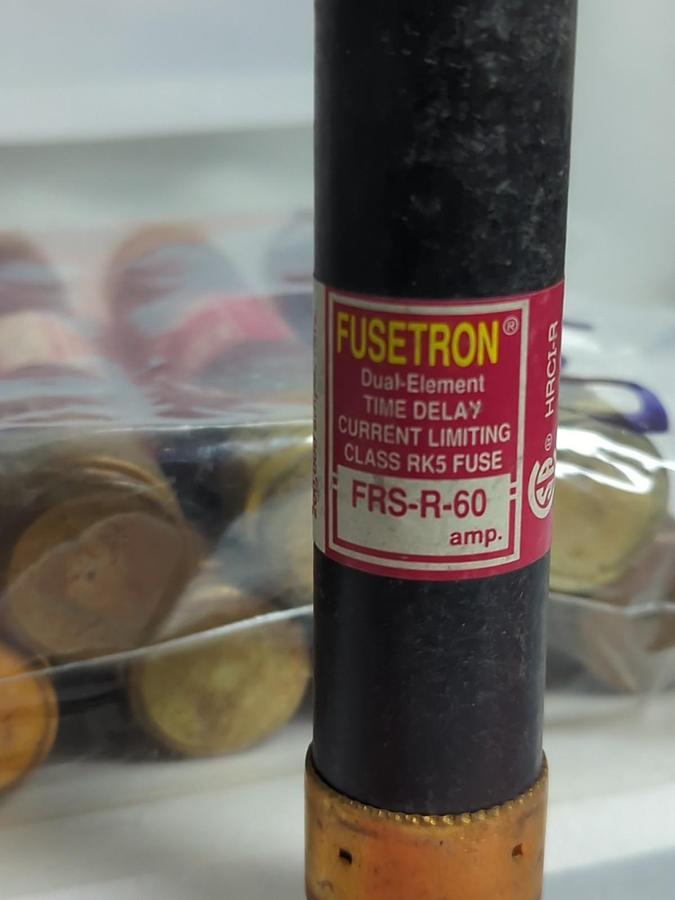 FUSETRON®
Dual-Element
TIME DELAY
CURRENT LIMITING
CLASS RK5 FUSE
FRS-R-60
amp.
® HRCI-R